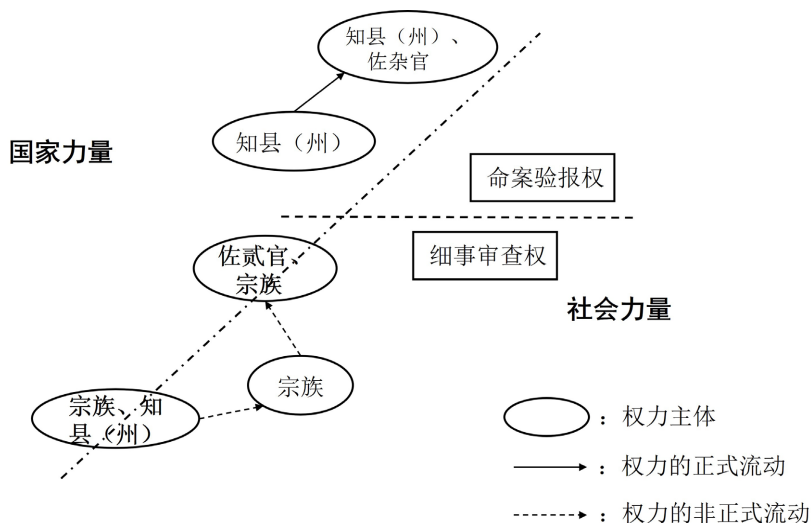 知县（州）、
佐杂官
知县（州）
国家力量
命案验报权
佐贰官、
宗族
细事审查权
社会力量
宗族
宗族、知
县（州）
：权力主体
：权力的正式流动
：权力的非正式流动